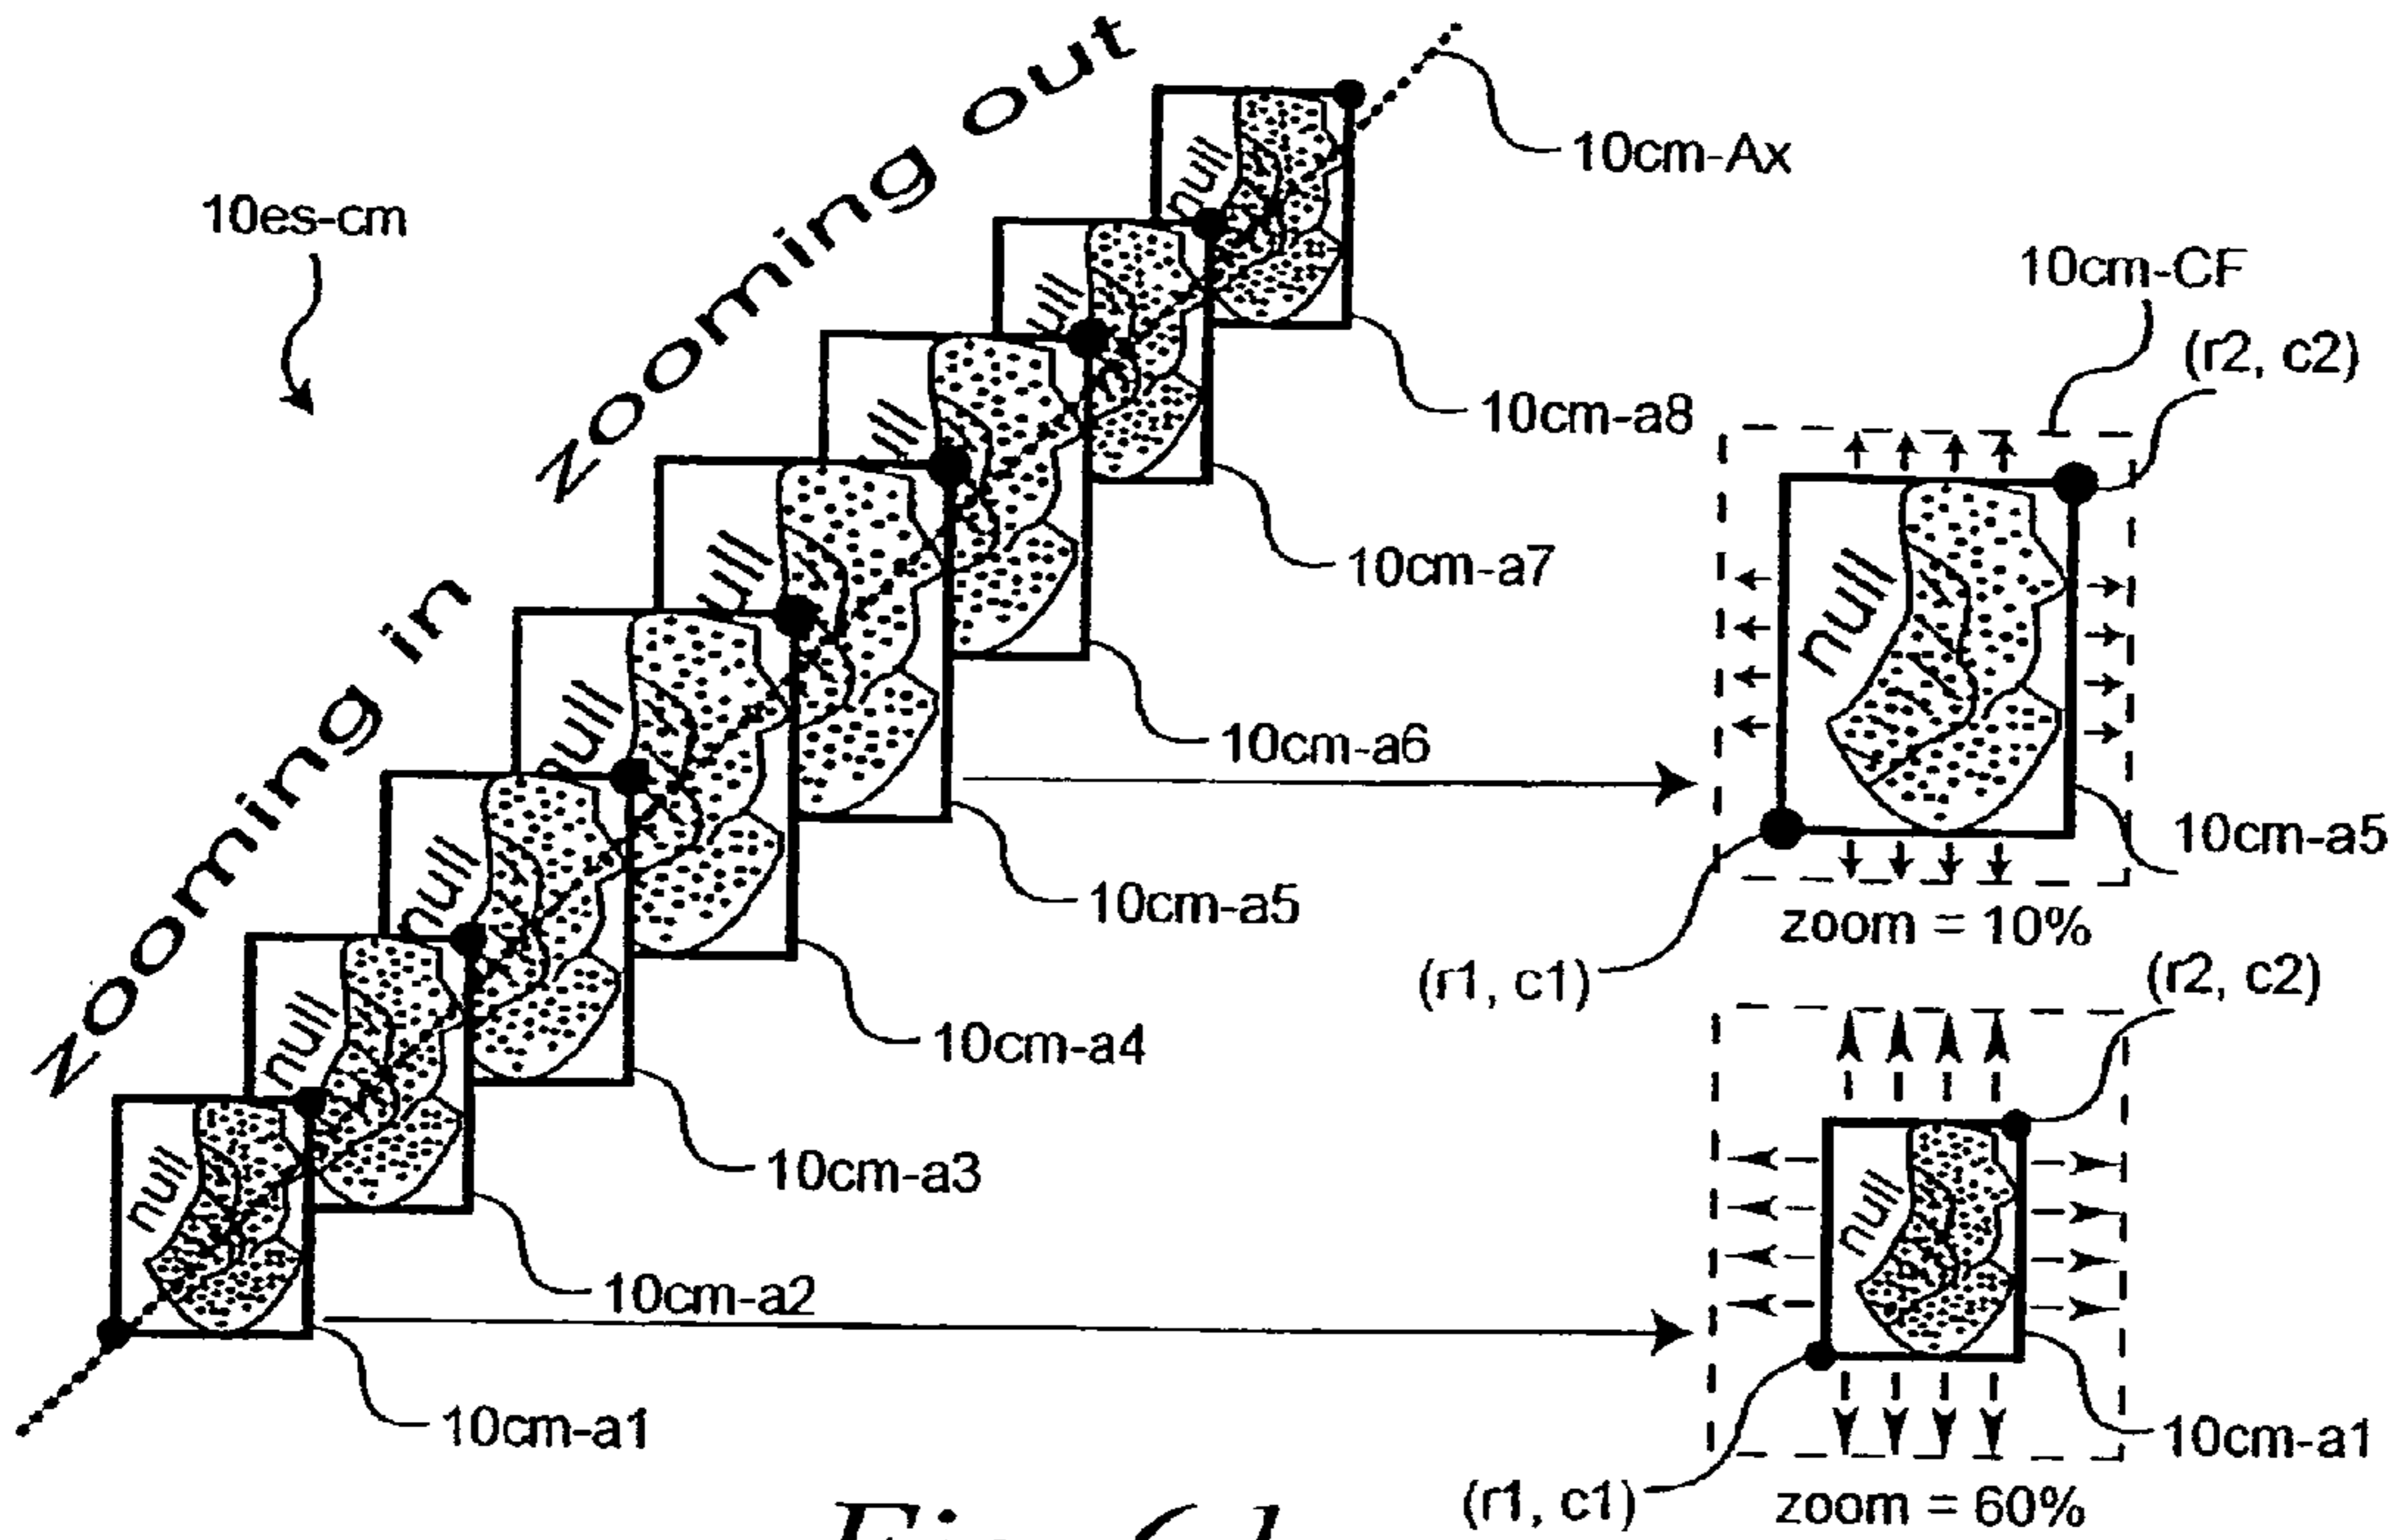 zooming out
10cm-Ax
10es-cm
null
10cm-CF
(r2, c2)
null
10cm-a8
null
null
null
10cm-a7
zooming in
null
10cm-a6
10cm-a5
null
10cm-a5
zoom = 10%
(r1, c1)
(r2, c2)
null
10cm-a4
null
10cm-a3
null
null
10cm-a2
10cm-a1
10cm-a1
(r1, c1)
zoom = 60%